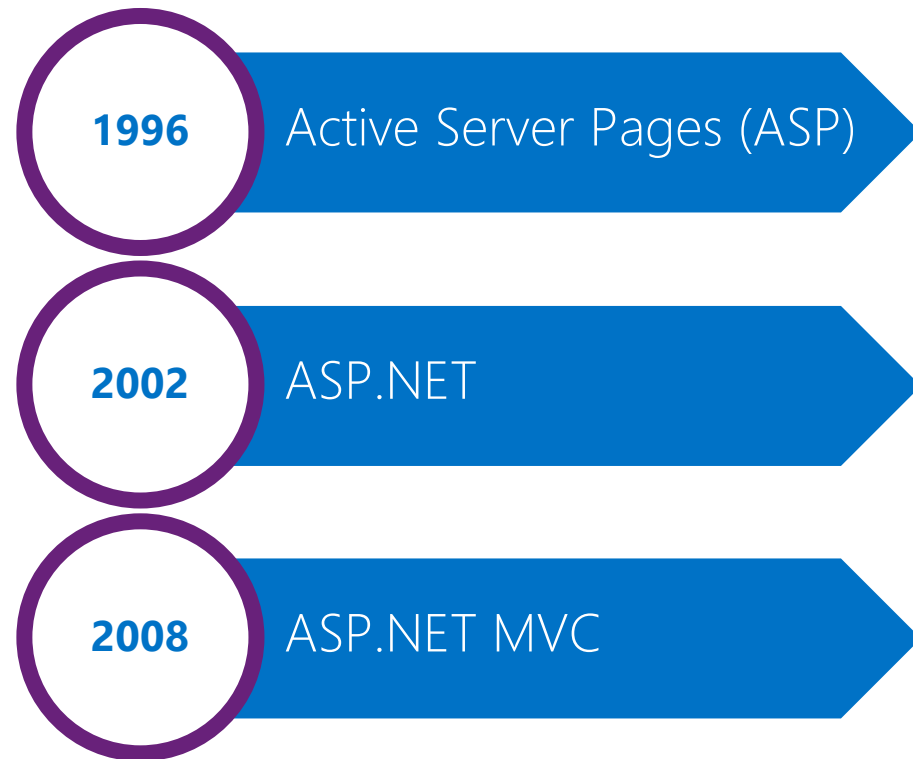 1996
Active Server Pages (ASP)
2002
ASP.NET
2008
ASP.NET MVC